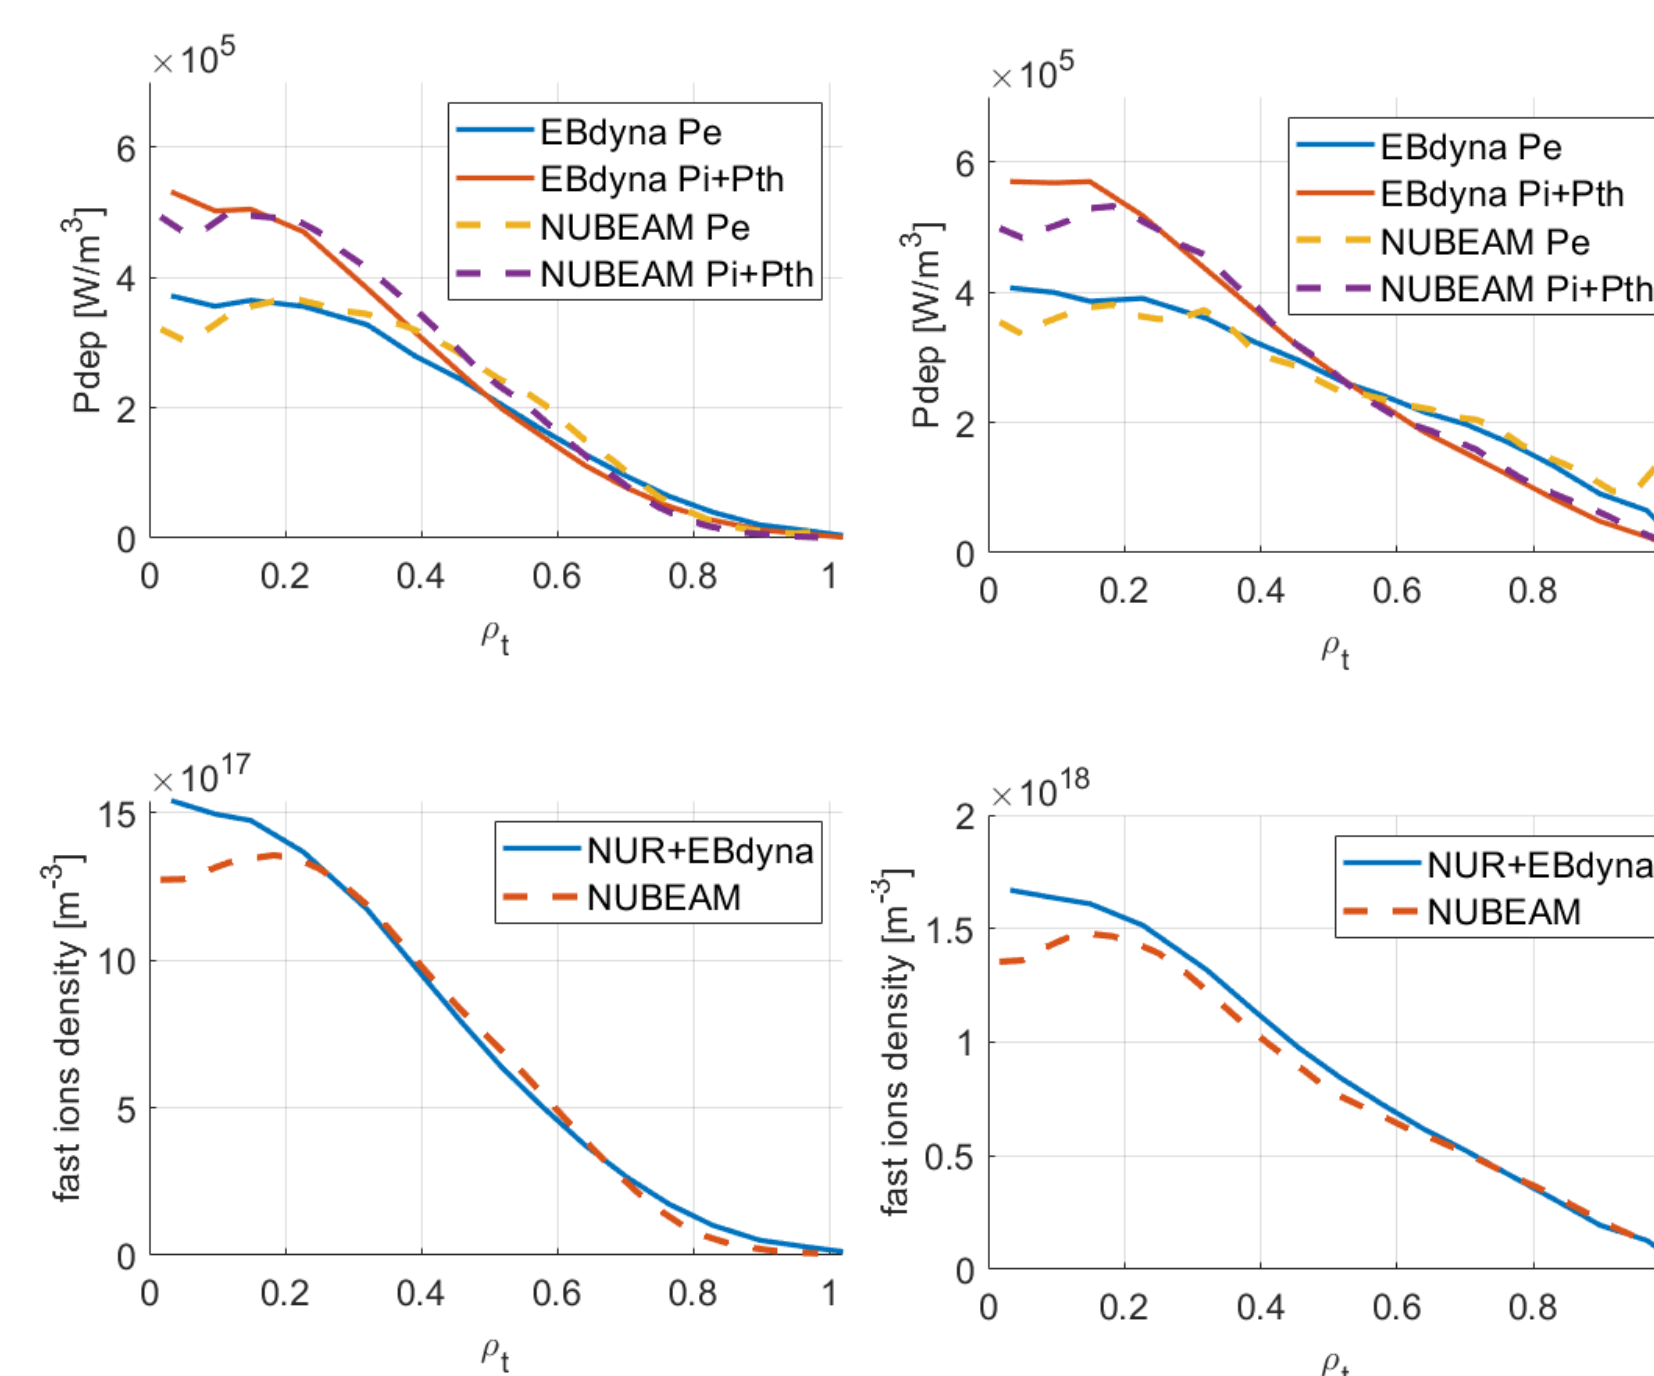 ×10^5
6
4
2
0
Pdep [W/m^3]
EBdyna Pe
EBdyna Pi+Pth
NUBEAM Pe
NUBEAM Pi+Pth
0 0.2 0.4 0.6 0.8 1
ρ_t
×10^5
6
4
2
0
Pdep [W/m^3]
EBdyna Pe
EBdyna Pi+Pth
NUBEAM Pe
NUBEAM Pi+Pth
0 0.2 0.4 0.6 0.8
ρ_t
×10^17
15
10
5
0
fast ions density [m^-3]
NUR+EBdyna
NUBEAM
0 0.2 0.4 0.6 0.8 1
ρ_t
×10^18
2
1.5
1
0.5
0
fast ions density [m^-3]
NUR+EBdyna
NUBEAM
0 0.2 0.4 0.6 0.8
ρ_t